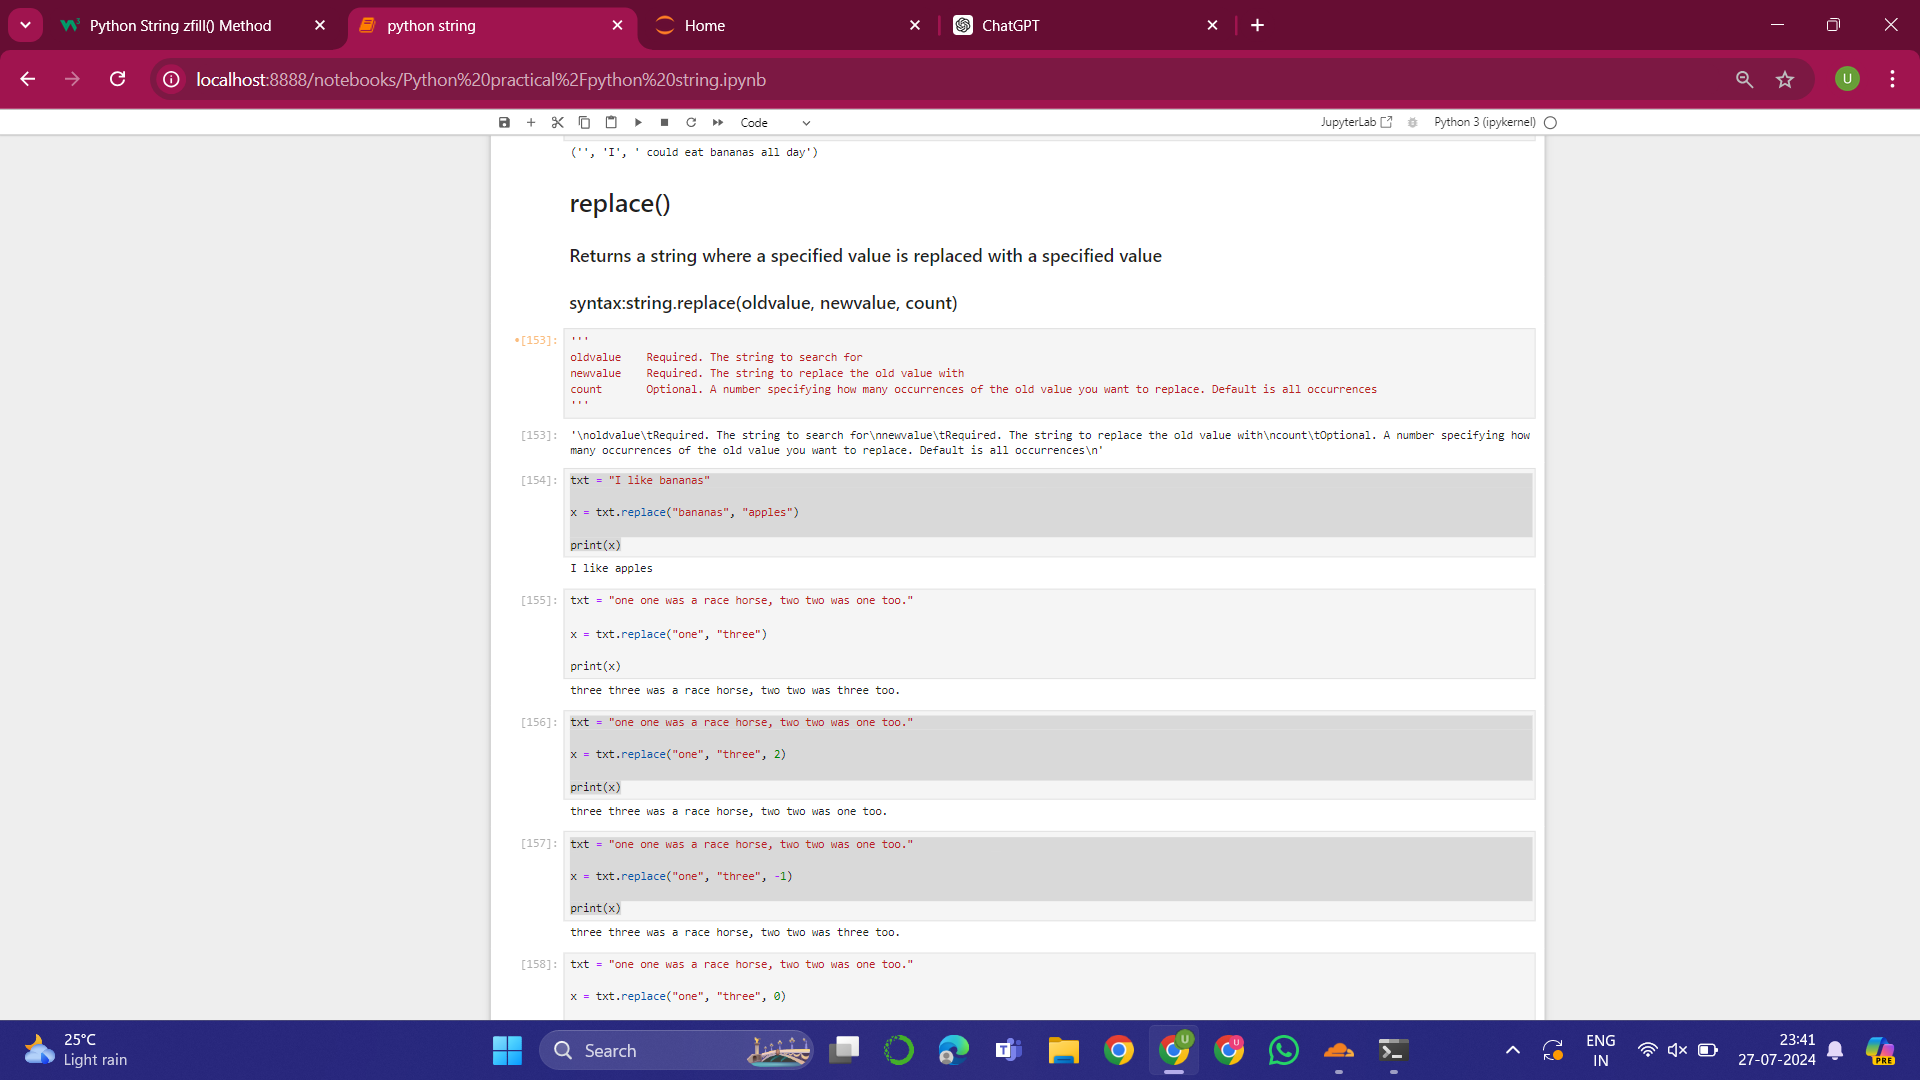 Python String zfill() Method
python string
Home
ChatGPT
localhost:8888/notebooks/Python%20practical%2Fpython%20string.ipynb
U
Code
JupyterLab
Python 3 (ipykernel)
('', 'I', ' could eat bananas all day')
replace()
Returns a string where a specified value is replaced with a specified value
syntax:string.replace(oldvalue, newvalue, count)
•[153]: '''
oldvalue    Required. The string to search for
newvalue    Required. The string to replace the old value with
count       Optional. A number specifying how many occurrences of the old value you want to replace. Default is all occurrences
'''
[153]: '\noldvalue\tRequired. The string to search for\nnewvalue\tRequired. The string to replace the old value with\ncount\tOptional. A number specifying how
many occurrences of the old value you want to replace. Default is all occurrences\n'
[154]: txt = "I like bananas"
x = txt.replace("bananas", "apples")
print(x)
I like apples
[155]: txt = "one one was a race horse, two two was one too."
x = txt.replace("one", "three")
print(x)
three three was a race horse, two two was three too.
[156]: txt = "one one was a race horse, two two was one too."
x = txt.replace("one", "three", 2)
print(x)
three three was a race horse, two two was one too.
[157]: txt = "one one was a race horse, two two was one too."
x = txt.replace("one", "three", -1)
print(x)
three three was a race horse, two two was three too.
[158]: txt = "one one was a race horse, two two was one too."
x = txt.replace("one", "three", 0)
25°C
Light rain
Search
ENG
IN
23:41
27-07-2024
PRE